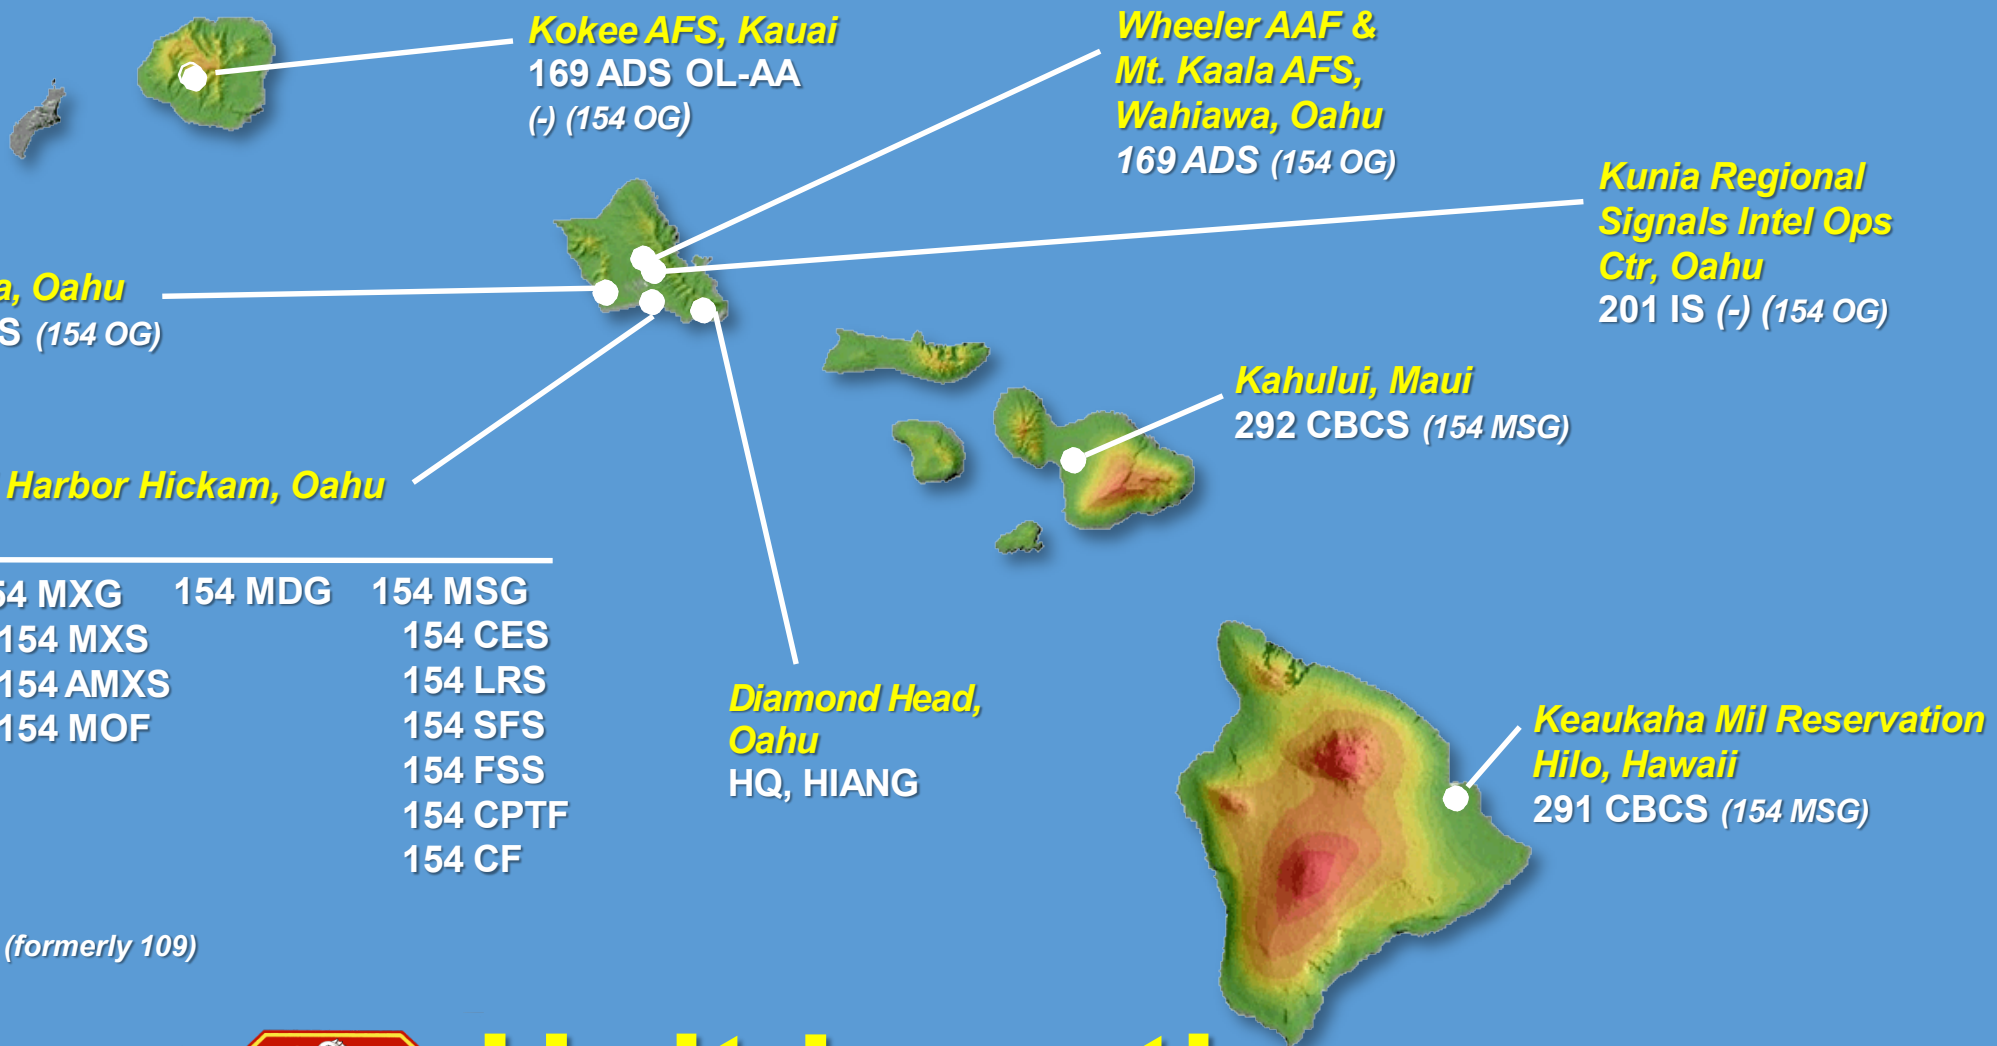 Kokee AFS, Kauai
169 ADS OL-AA
(-) (154 OG)
Wheeler AAF &
Mt. Kaala AFS,
Wahiawa, Oahu
169 ADS (154 OG)
Kunia Regional
Signals Intel Ops
Ctr, Oahu
201 IS (-) (154 OG)
a, Oahu
S (154 OG)
Kahului, Maui
292 CBCS (154 MSG)
Harbor Hickam, Oahu
54 MXG
154 MXS
154 AMXS
154 MOF
154 MDG
154 MSG
154 CES
154 LRS
154 SFS
154 FSS
154 CPTF
154 CF
Diamond Head,
Oahu
HQ, HIANG
Keaukaha Mil Reservation
Hilo, Hawaii
291 CBCS (154 MSG)
(formerly 109)